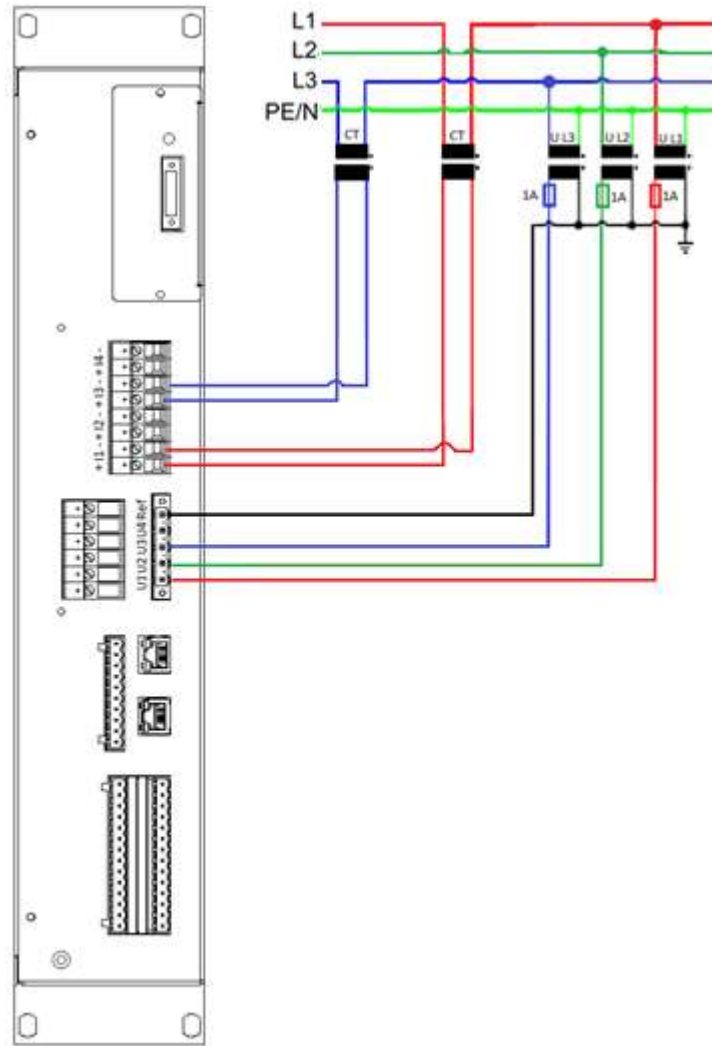 L1
L2
L3
PE/N
CT
CT
U L3
U L2
U L1
1A
1A
1A
+ I1 - + I2 - + I3 - + I4 -
U1 U2 U3 U4 Ref